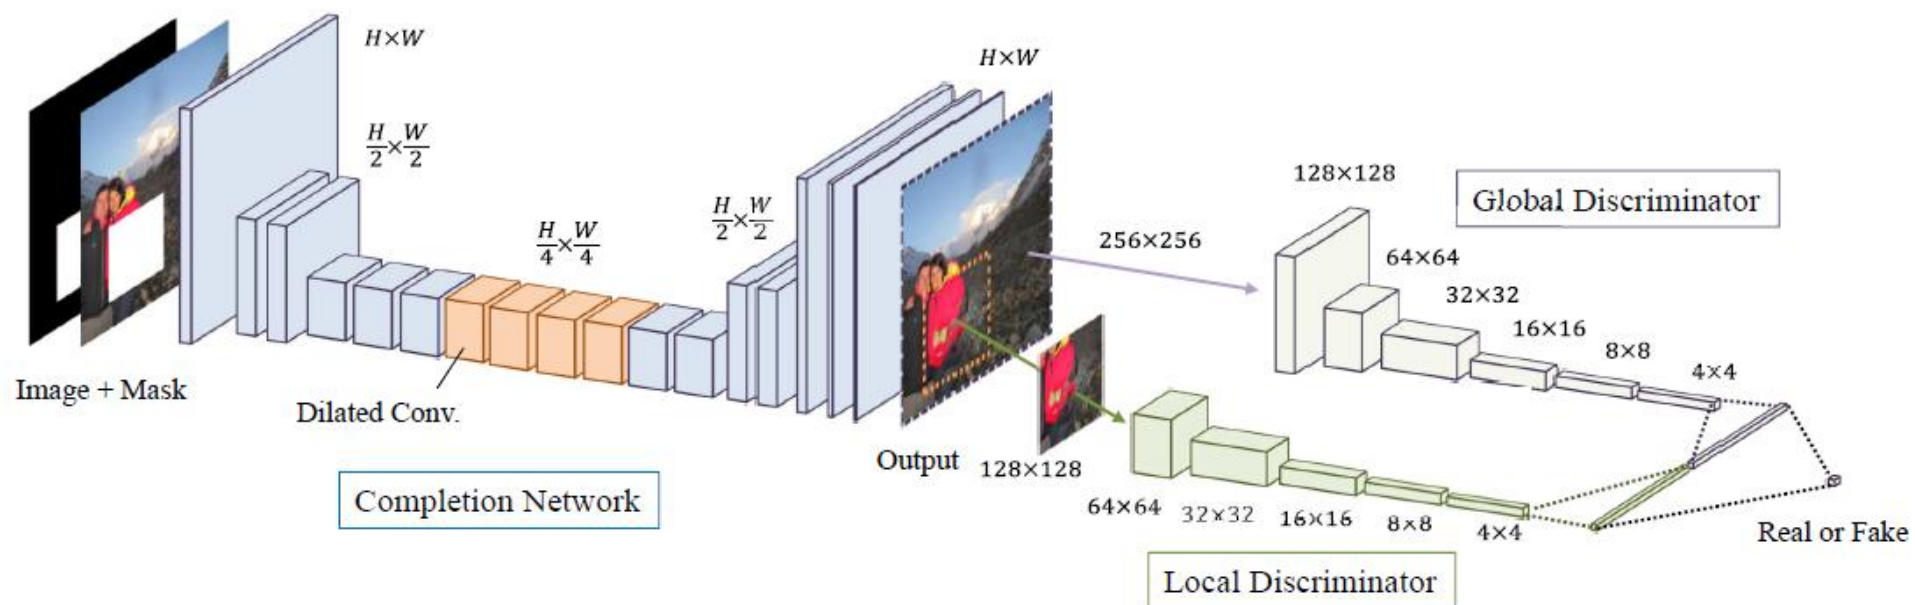 H×W
H/2×W/2
H/4×W/4
H/2×W/2
H×W
Image + Mask
Dilated Conv.
Completion Network
Output
256×256
128×128
64×64
32×32
16×16
8×8
4×4
Global Discriminator
128×128
64×64
32×32
16×16
8×8
4×4
Local Discriminator
Real or Fake